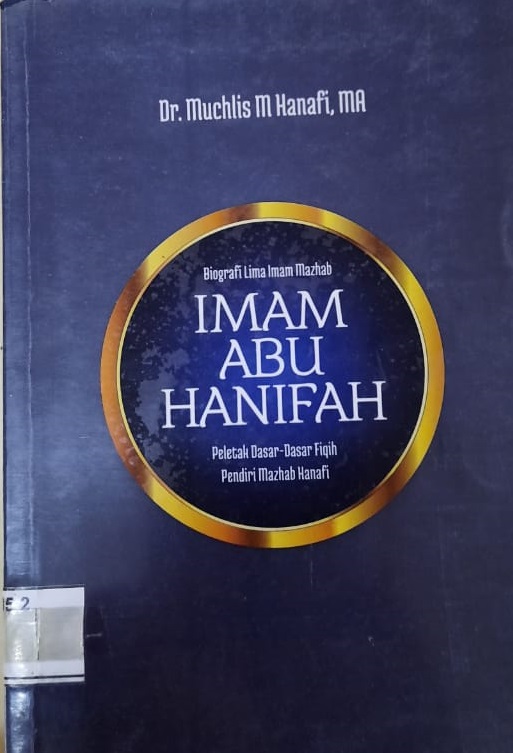 Dr. Muchlis M Hanafi, MA
Biografi Lima Imam Mazhab
IMAM
ABU
HANIFAH
Peletak Dasar-Dasar Fiqih
Pendiri Mazhab Hanafi